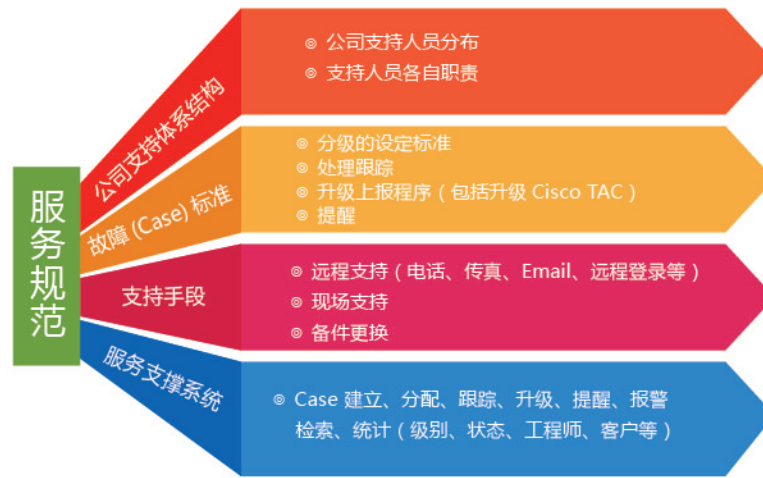 服务规范
公司支持体系结构
◎ 公司支持人员分布
◎ 支持人员各自职责
故障 (Case) 标准
◎ 分级的设定标准
◎ 处理跟踪
◎ 升级上报程序（包括升级 Cisco TAC）
◎ 提醒
支持手段
◎ 远程支持（电话、传真、Email、远程登录等）
◎ 现场支持
◎ 备件更换
服务支撑系统
◎ Case 建立、分配、跟踪、升级、提醒、报警
检索、统计（级别、状态、工程师、客户等）